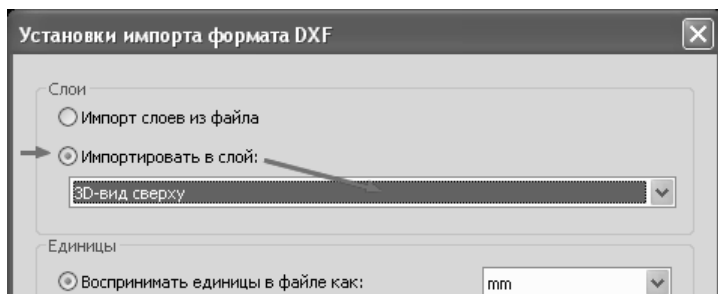 Установки импорта формата DXF
Слои
Импорт слоев из файла
Импортировать в слой:
3D-вид сверху
Единицы
Воспринимать единицы в файле как:
mm